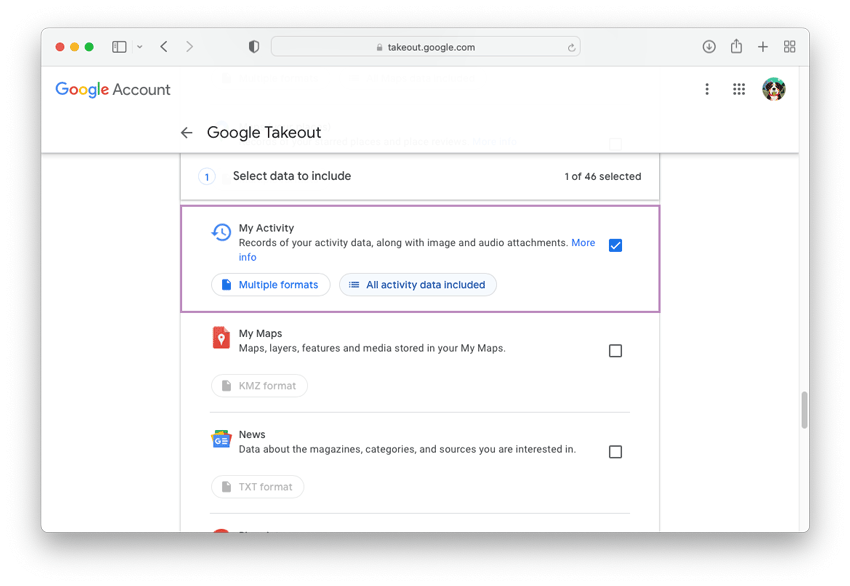 takeout.google.com
Google Account
Google Takeout
1 Select data to include 1 of 46 selected
My Activity
Records of your activity data, along with image and audio attachments. More
info
Multiple formats All activity data included
My Maps
Maps, layers, features and media stored in your My Maps.
KMZ format
GE News
Data about the magazines, categories, and sources you are interested in.
TXT format